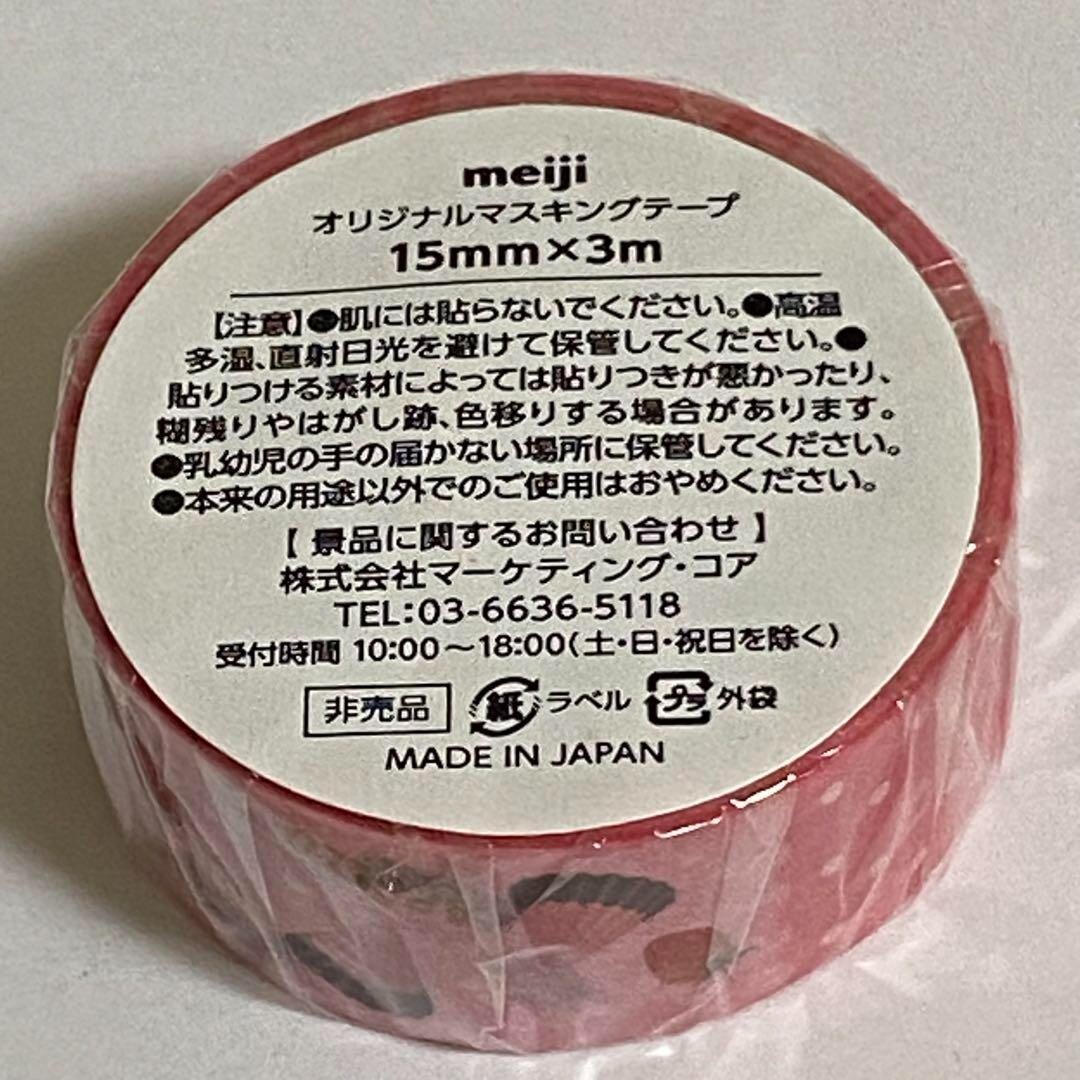 meiji
オリジナルマスキングテープ
15mm×3m
【注意】●肌には貼らないでください。●高温
多湿、直射日光を避けて保管してください。●
貼りつける素材によっては貼りつきが悪かったり、
糊残りやはがし跡、色移りする場合があります。
●乳幼児の手の届かない場所に保管してください。
●本来の用途以外でのご使用はおやめください。
【 景品に関するお問い合わせ 】
株式会社マーケティング・コア
TEL:03-6636-5118
受付時間 10:00〜18:00(土・日・祝日を除く)
非売品 紙 ラベル プラ 外袋
MADE IN JAPAN